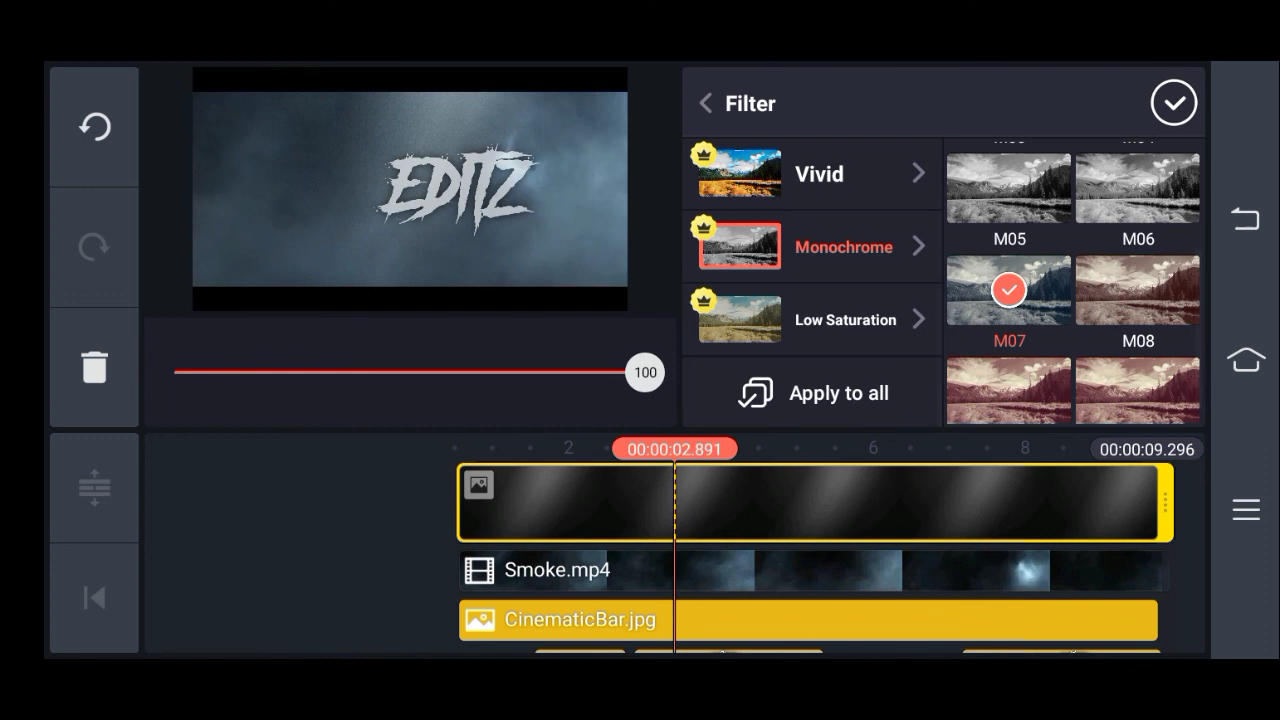 EDITZ
Filter
Vivid
Monochrome
Low Saturation
Apply to all
M05
M06
M07
M08
100
2
00:00:02.891
6
8
00:00:09.296
Smoke.mp4
CinematicBar.jpg